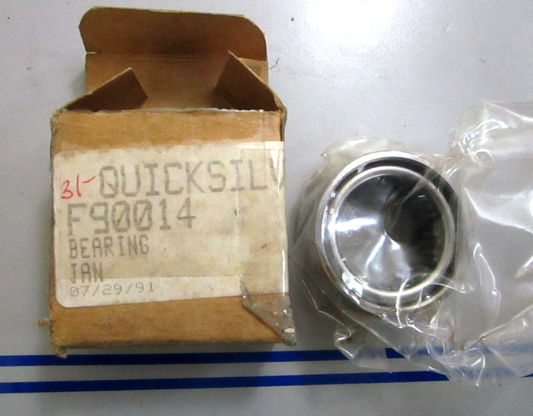 31- QUICKSILV
F90014
BEARING
IAN
07/29/91